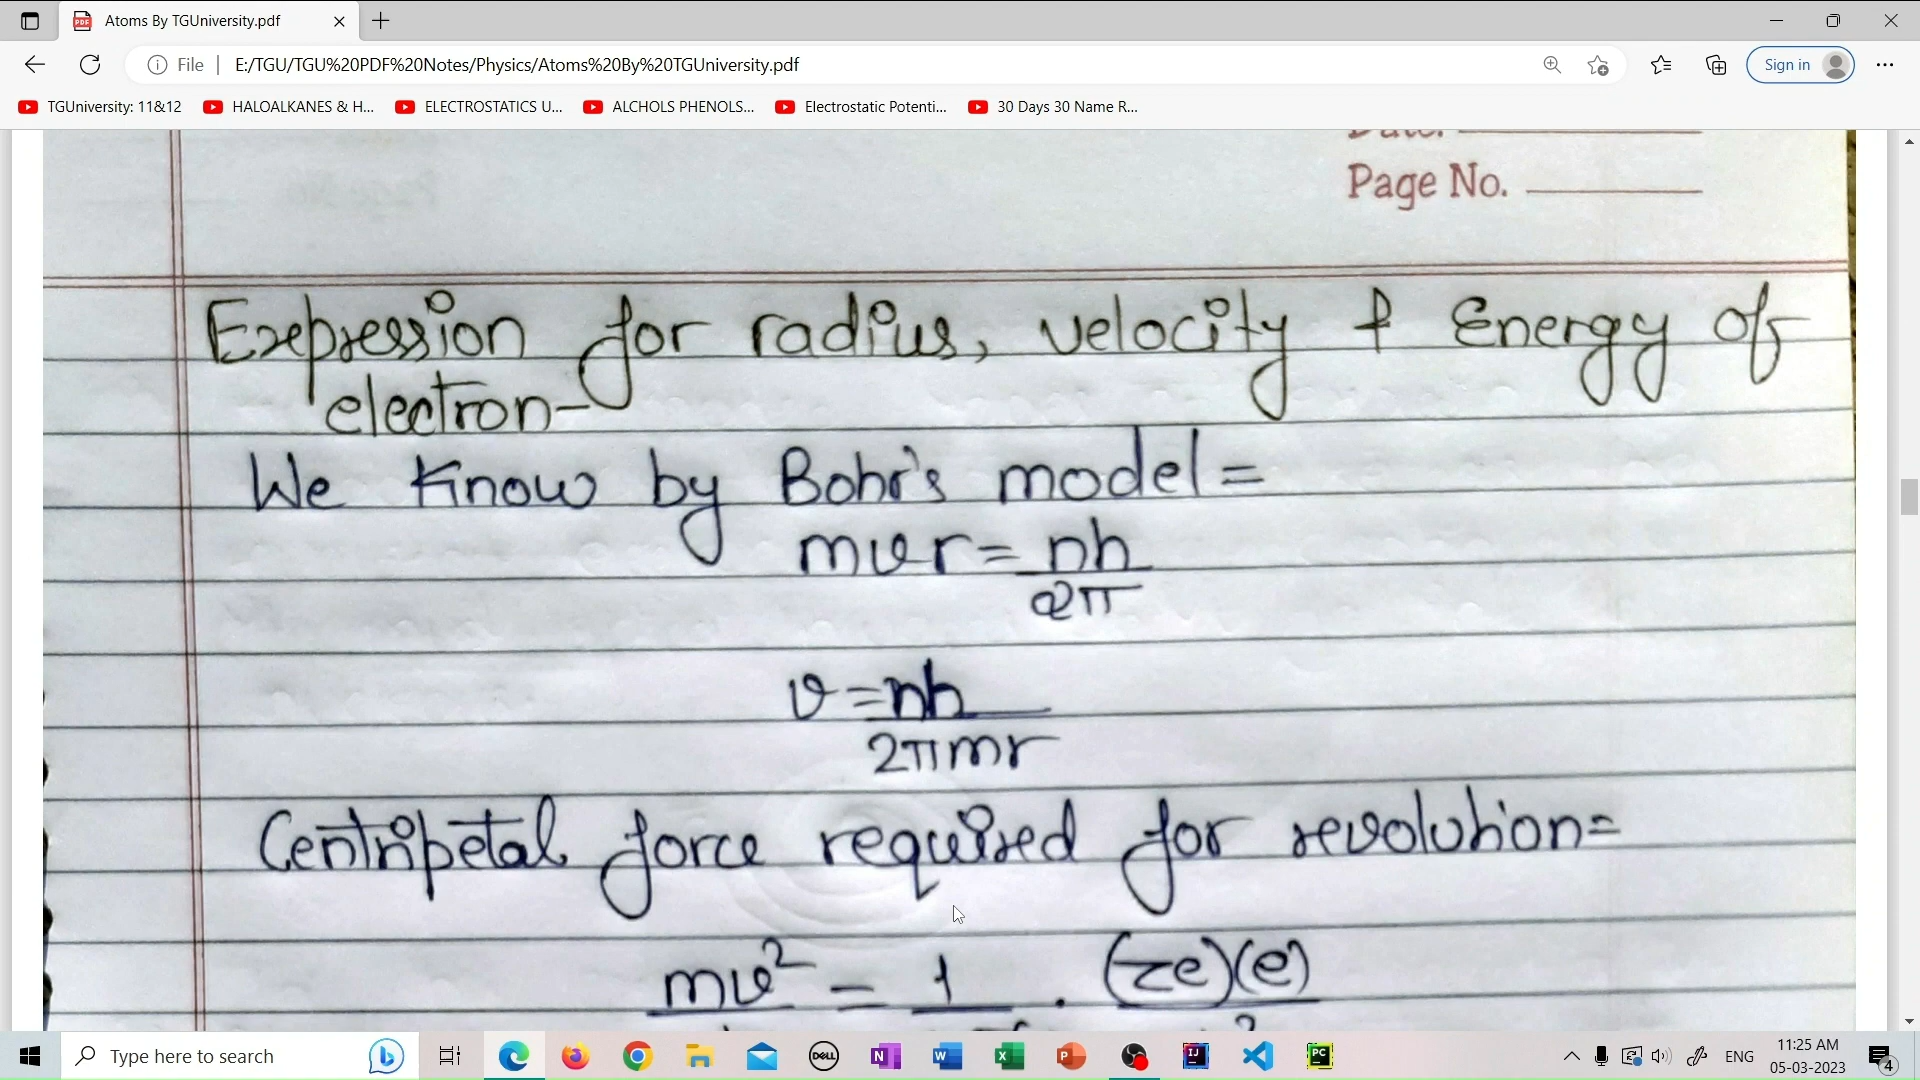 Atoms By TGUniversity.pdf
File | E:/TGU/TGU%20PDF%20Notes/Physics/Atoms%20By%20TGUniversity.pdf
Sign in
TGUniversity: 11&12 HALOALKANES & H... ELECTROSTATICS U... ALCHOLS PHENOLS... Electrostatic Potenti... 30 Days 30 Name R...
Page No.
Expression for radius, velocity & Energy of
electron-
We Know by Bohr's model=
mvr = nh
2π
v = nh
2πmr
Centripetal force required for revolution=
mv² = 1 . (ze)(e)
Type here to search
ENG
11:25 AM
05-03-2023
4